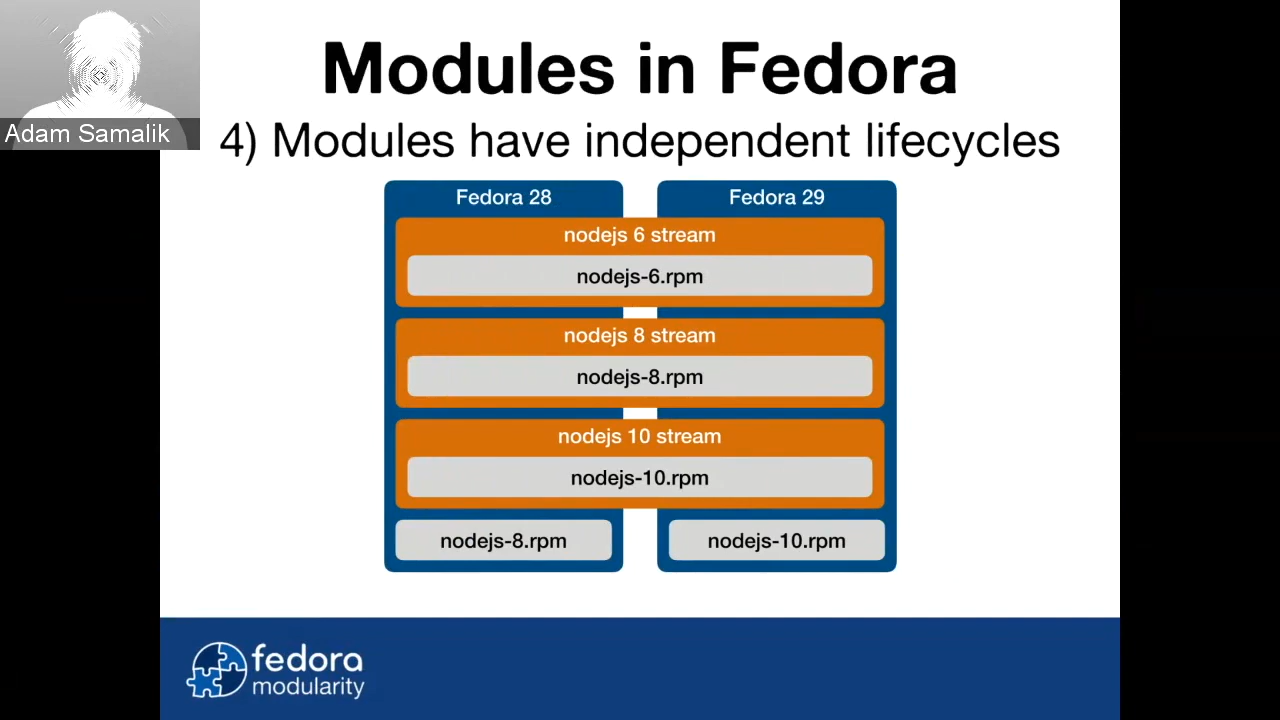 Modules in Fedora
Adam Samalik
4) Modules have independent lifecycles
Fedora 28
Fedora 29
nodejs 6 stream
nodejs-6.rpm
nodejs 8 stream
nodejs-8.rpm
nodejs 10 stream
nodejs-10.rpm
nodejs-8.rpm
nodejs-10.rpm
fedora
modularity